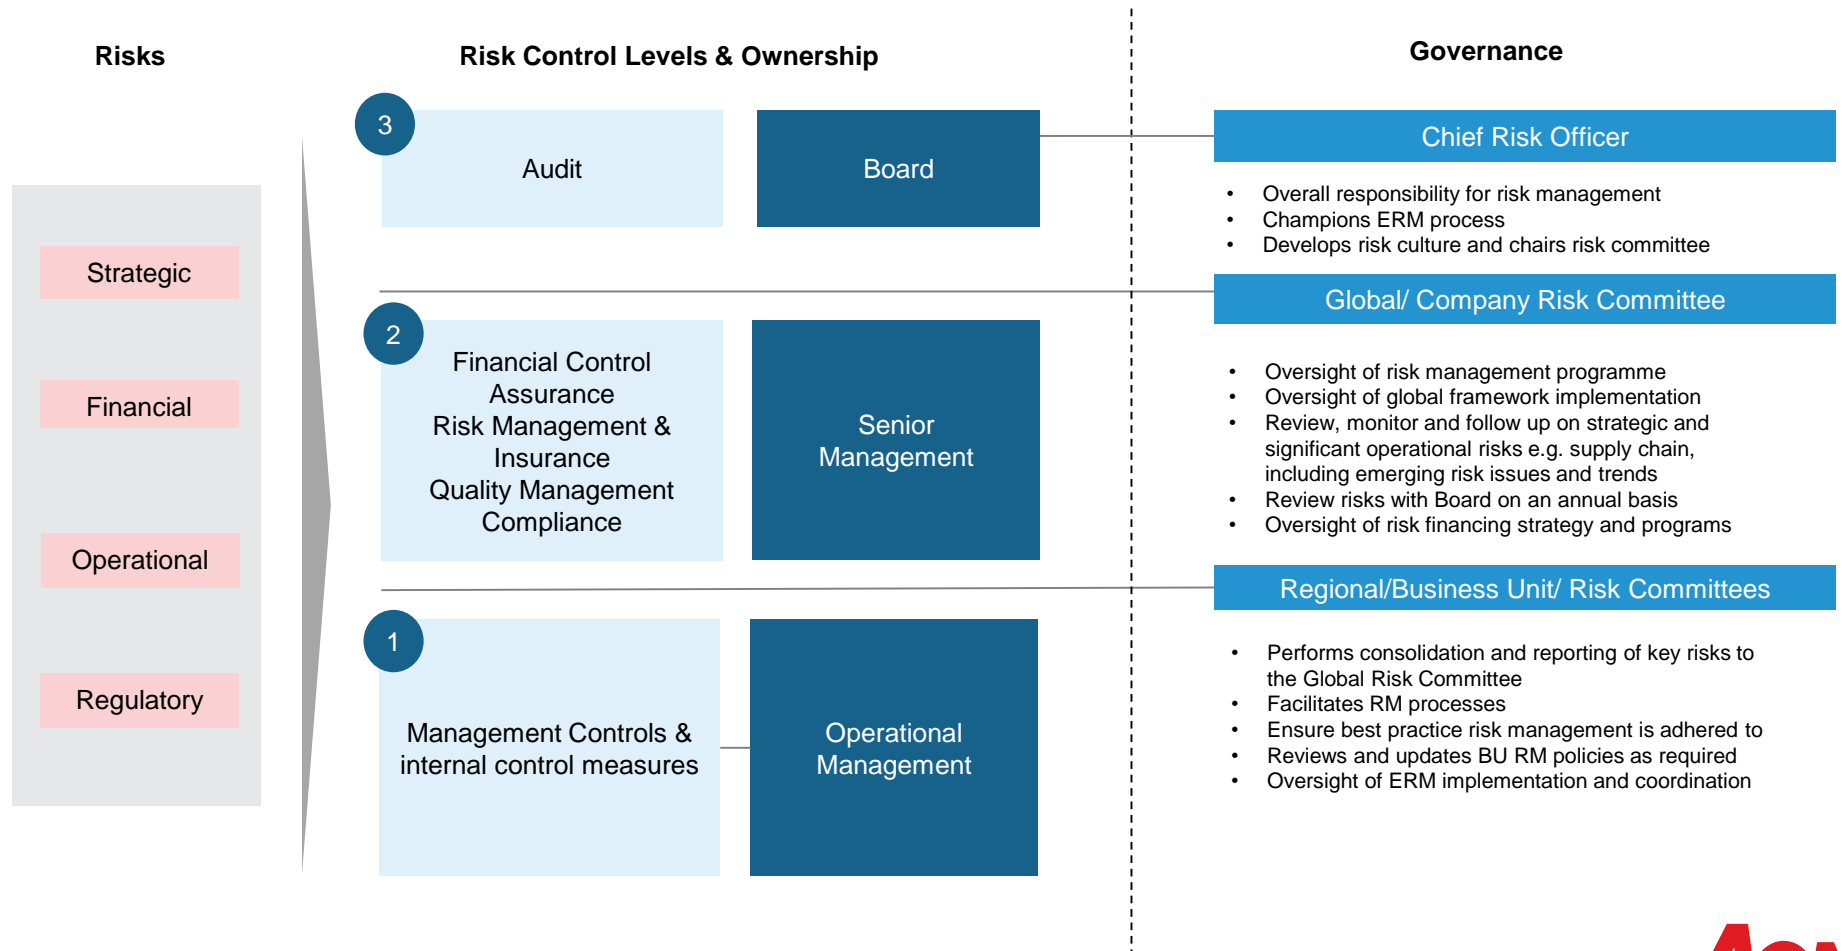 Risks
Risk Control Levels & Ownership
Governance
Strategic
Financial
Operational
Regulatory
3
Audit
Board
2
Financial Control
Assurance
Risk Management &
Insurance
Quality Management
Compliance
Senior
Management
1
Management Controls &
internal control measures
Operational
Management
Chief Risk Officer
• Overall responsibility for risk management
• Champions ERM process
• Develops risk culture and chairs risk committee
Global/ Company Risk Committee
• Oversight of risk management programme
• Oversight of global framework implementation
• Review, monitor and follow up on strategic and
significant operational risks e.g. supply chain,
including emerging risk issues and trends
• Review risks with Board on an annual basis
• Oversight of risk financing strategy and programs
Regional/Business Unit/ Risk Committees
• Performs consolidation and reporting of key risks to
the Global Risk Committee
• Facilitates RM processes
• Ensure best practice risk management is adhered to
• Reviews and updates BU RM policies as required
• Oversight of ERM implementation and coordination